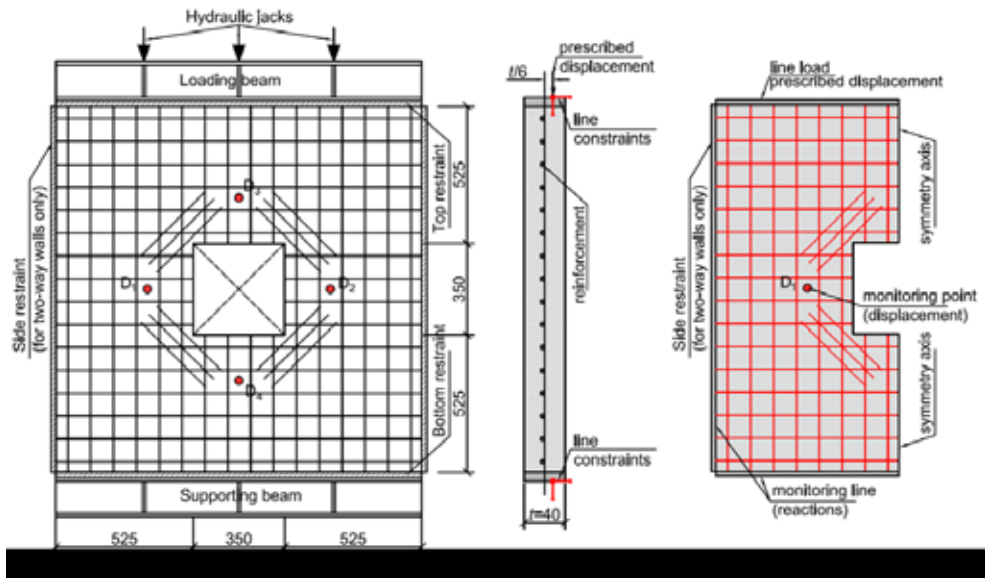 Hydraulic jacks
Loading beam
Side restraint
(for two-way walls only)
D3
D1
D2
D4
Top restraint
Bottom restraint
525
350
525
Supporting beam
525
350
525
t/6
prescribed
displacement
line
constraints
reinforcement
line
constraints
t=40
line load
prescribed displacement
Side restraint
(for two-way walls only)
symmetry axis
D1
monitoring point
(displacement)
symmetry axis
monitoring line
(reactions)